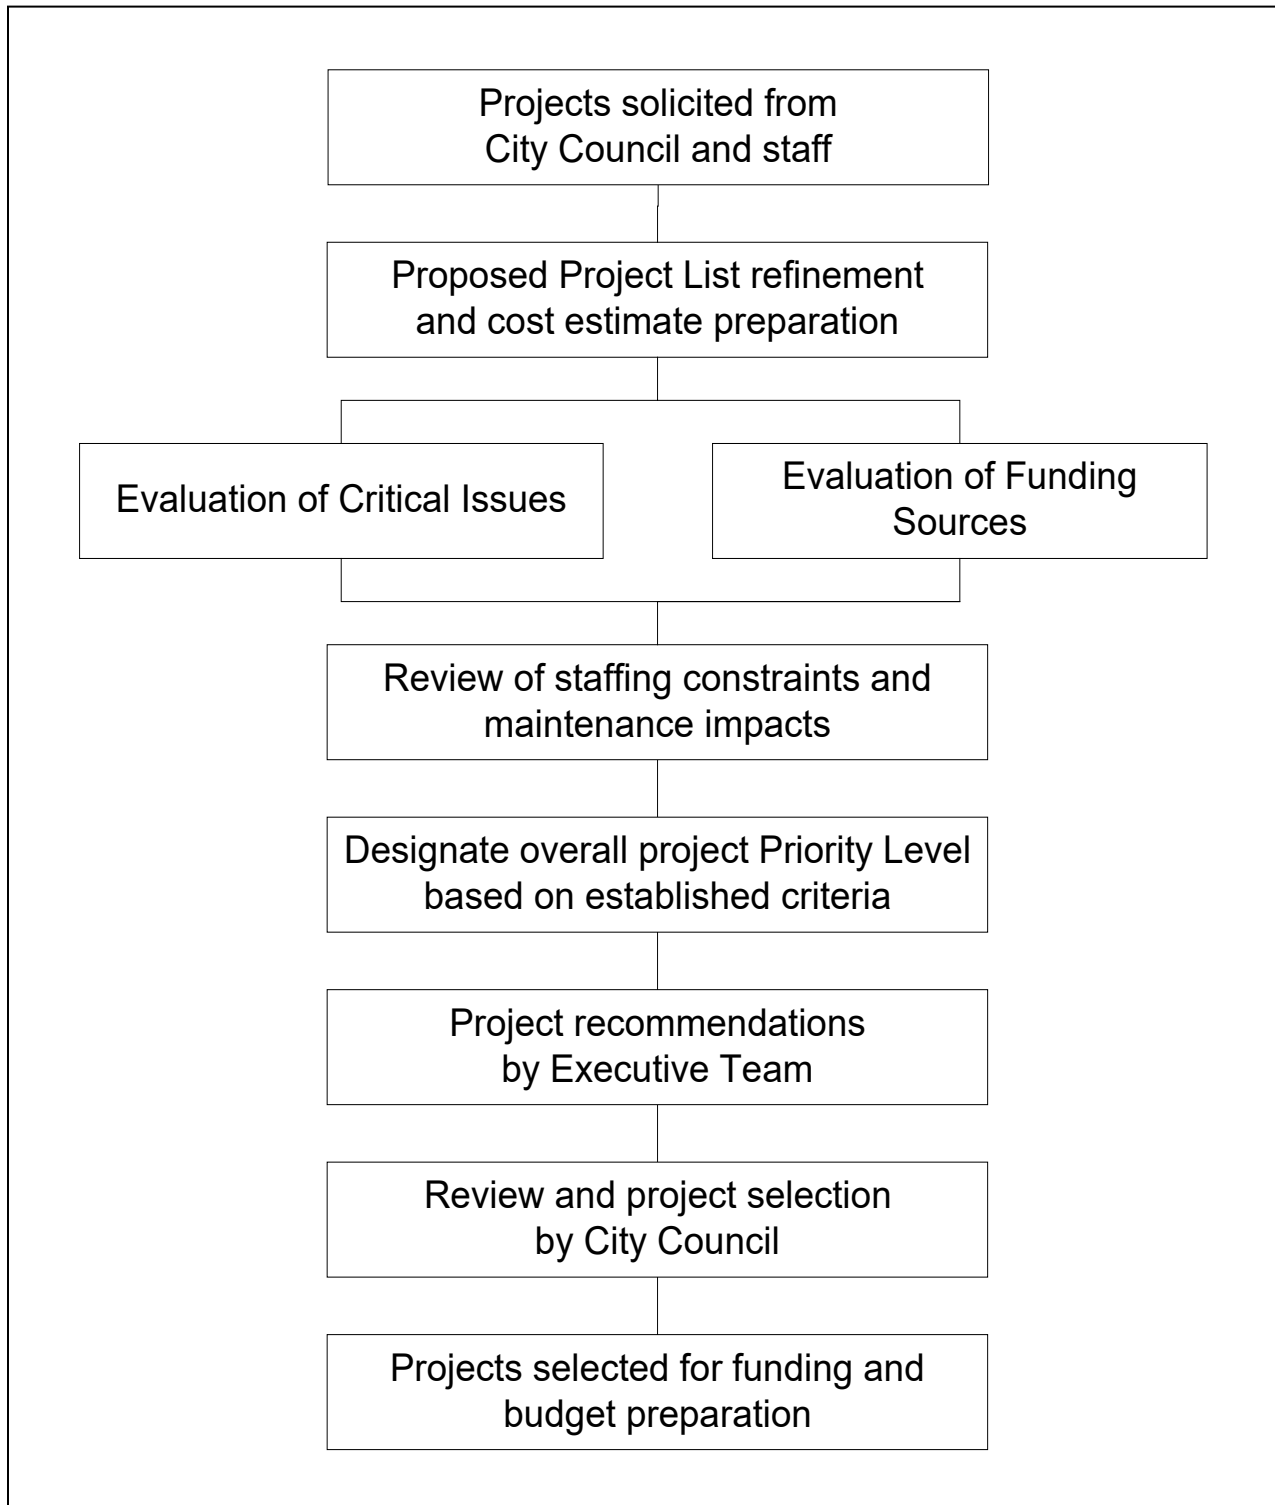 Projects solicited from
City Council and staff
Proposed Project List refinement
and cost estimate preparation
Evaluation of Critical Issues
Evaluation of Funding
Sources
Review of staffing constraints and
maintenance impacts
Designate overall project Priority Level
based on established criteria
Project recommendations
by Executive Team
Review and project selection
by City Council
Projects selected for funding and
budget preparation